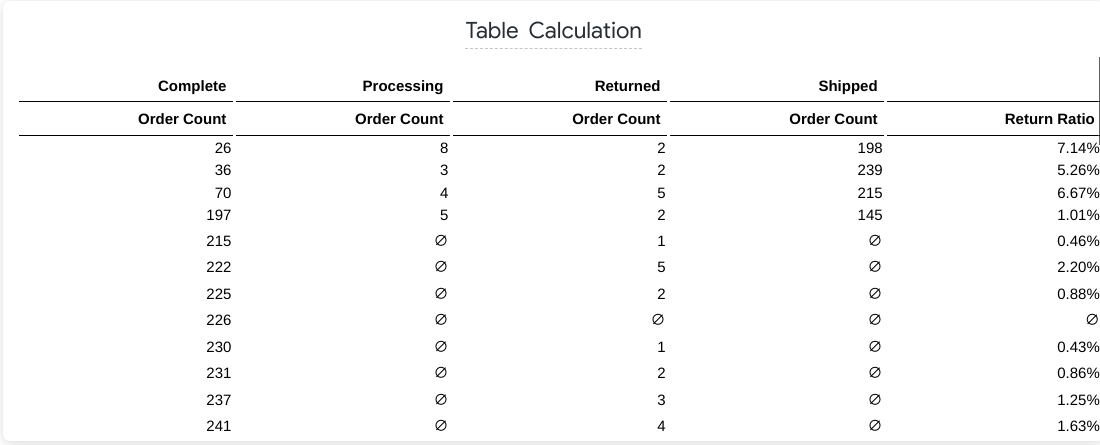 Table Calculation
Complete Processing Returned Shipped
Order Count Order Count Order Count Order Count Return Ratio
26 8 2 198 7.14%
36 3 2 239 5.26%
70 4 5 215 6.67%
197 5 2 145 1.01%
215 ∅ 1 ∅ 0.46%
222 ∅ 5 ∅ 2.20%
225 ∅ 2 ∅ 0.88%
226 ∅ ∅ ∅ ∅
230 ∅ 1 ∅ 0.43%
231 ∅ 2 ∅ 0.86%
237 ∅ 3 ∅ 1.25%
241 ∅ 4 ∅ 1.63%